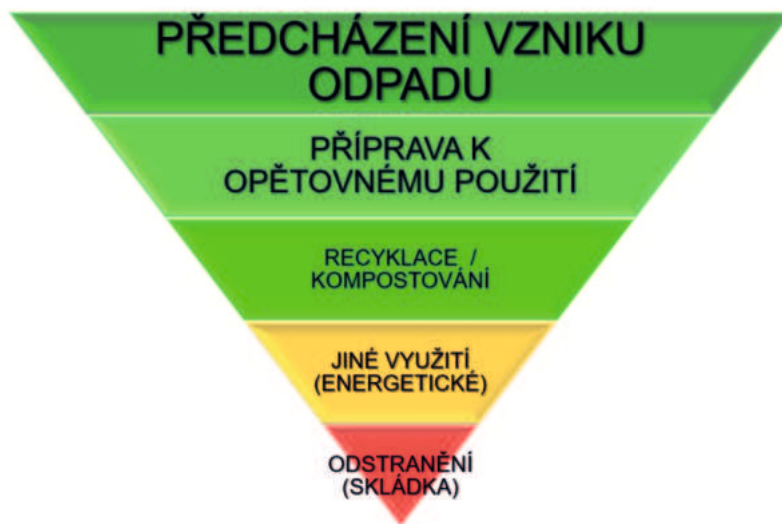 PŘEDCHÁZENÍ VZNIKU
ODPADU
PŘÍPRAVA K
OPĚTOVNÉMU POUŽITÍ
RECYKLACE /
KOMPOSTOVÁNÍ
JINÉ VYUŽITÍ
(ENERGETICKÉ)
ODSTRANĚNÍ
(SKLÁDKA)